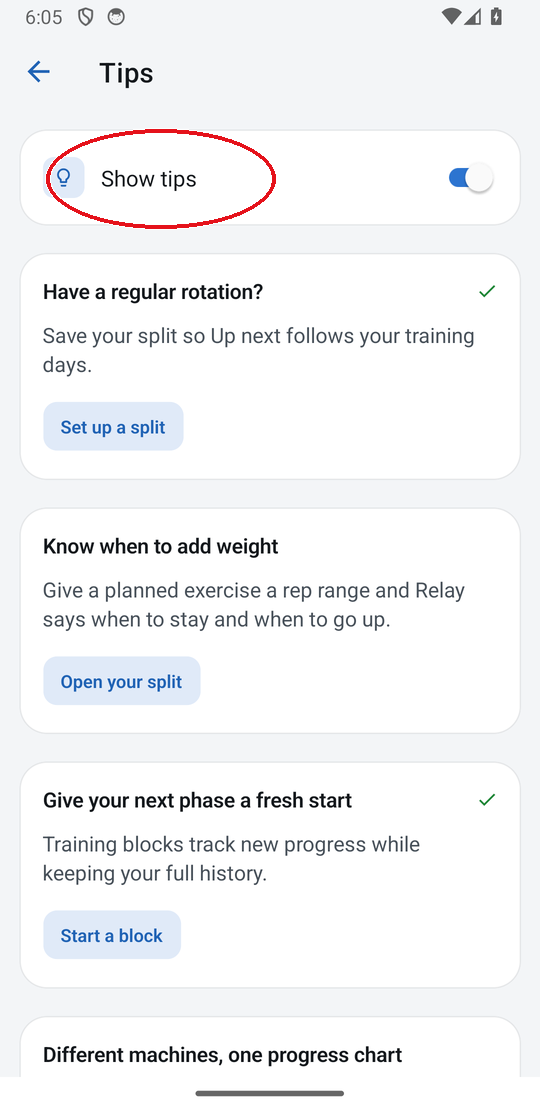 6:05
Tips
Show tips
Have a regular rotation?
Save your split so Up next follows your training
days.
Set up a split
Know when to add weight
Give a planned exercise a rep range and Relay
says when to stay and when to go up.
Open your split
Give your next phase a fresh start
Training blocks track new progress while
keeping your full history.
Start a block
Different machines, one progress chart